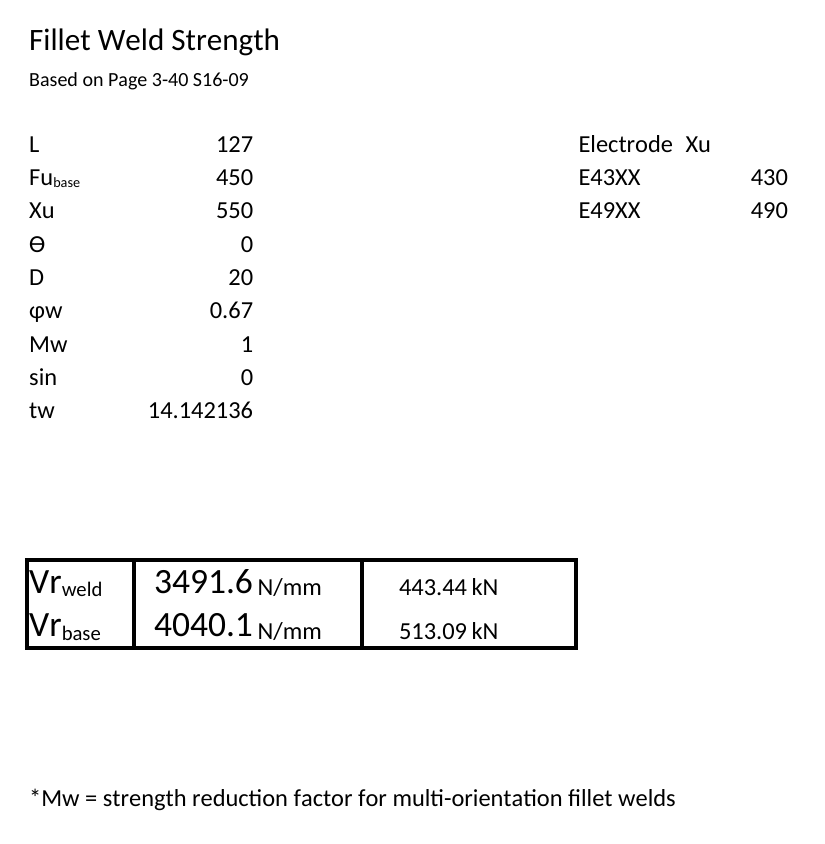 Fillet Weld Strength
Based on Page 3-40 S16-09
L 127 Electrode Xu
Fubase 450 E43XX 430
Xu 550 E49XX 490
Ɵ 0
D 20
φw 0.67
Mw 1
sin 0
tw 14.142136
Vrweld 3491.6 N/mm 443.44 kN
Vrbase 4040.1 N/mm 513.09 kN
*Mw = strength reduction factor for multi-orientation fillet welds